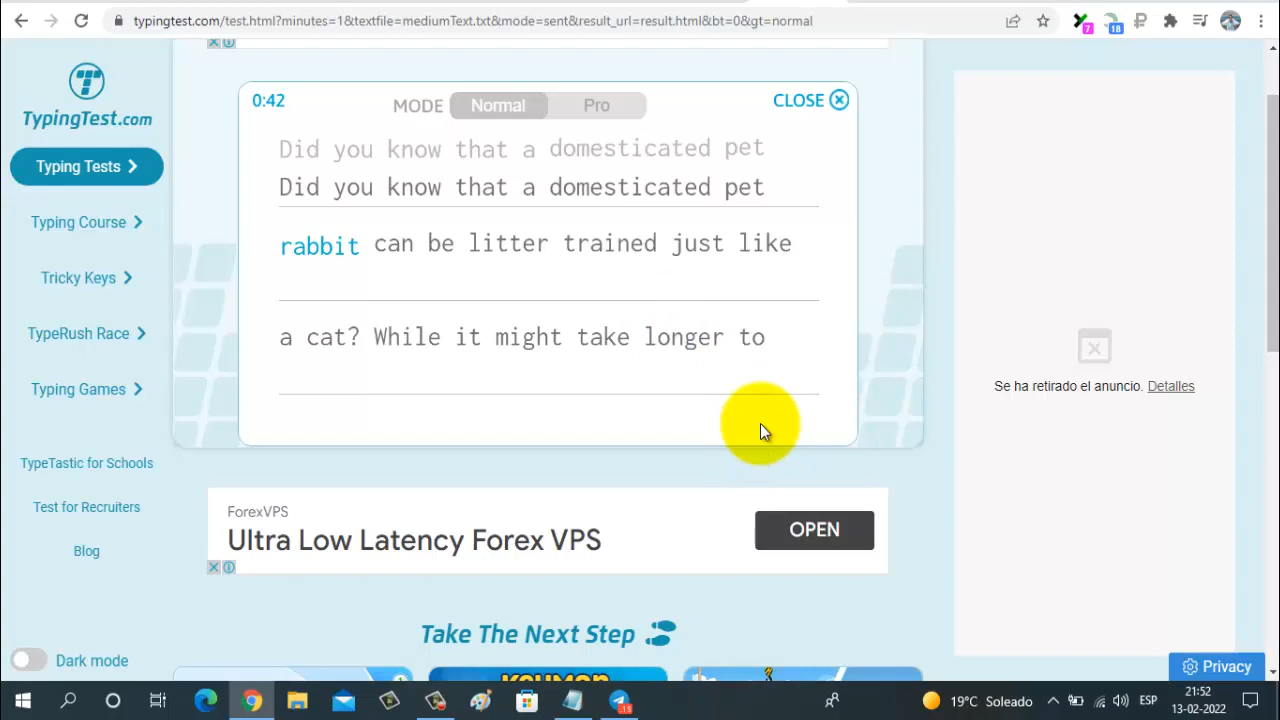 typingtest.com/test.html?minutes=1&textfile=mediumText.txt&mode=sent&result_url=result.html&bt=0&gt=normal
7
18
TypingTest.com
Typing Tests
Typing Course
Tricky Keys
TypeRush Race
Typing Games
TypeTastic for Schools
Test for Recruiters
Blog
Dark mode
0:42
MODE Normal Pro
CLOSE
Did you know that a domesticated pet
Did you know that a domesticated pet
rabbit can be litter trained just like
a cat? While it might take longer to
ForexVPS
Ultra Low Latency Forex VPS
OPEN
Take The Next Step
Se ha retirado el anuncio. Detalles
Privacy
19°C Soleado
ESP
21:52
13-02-2022